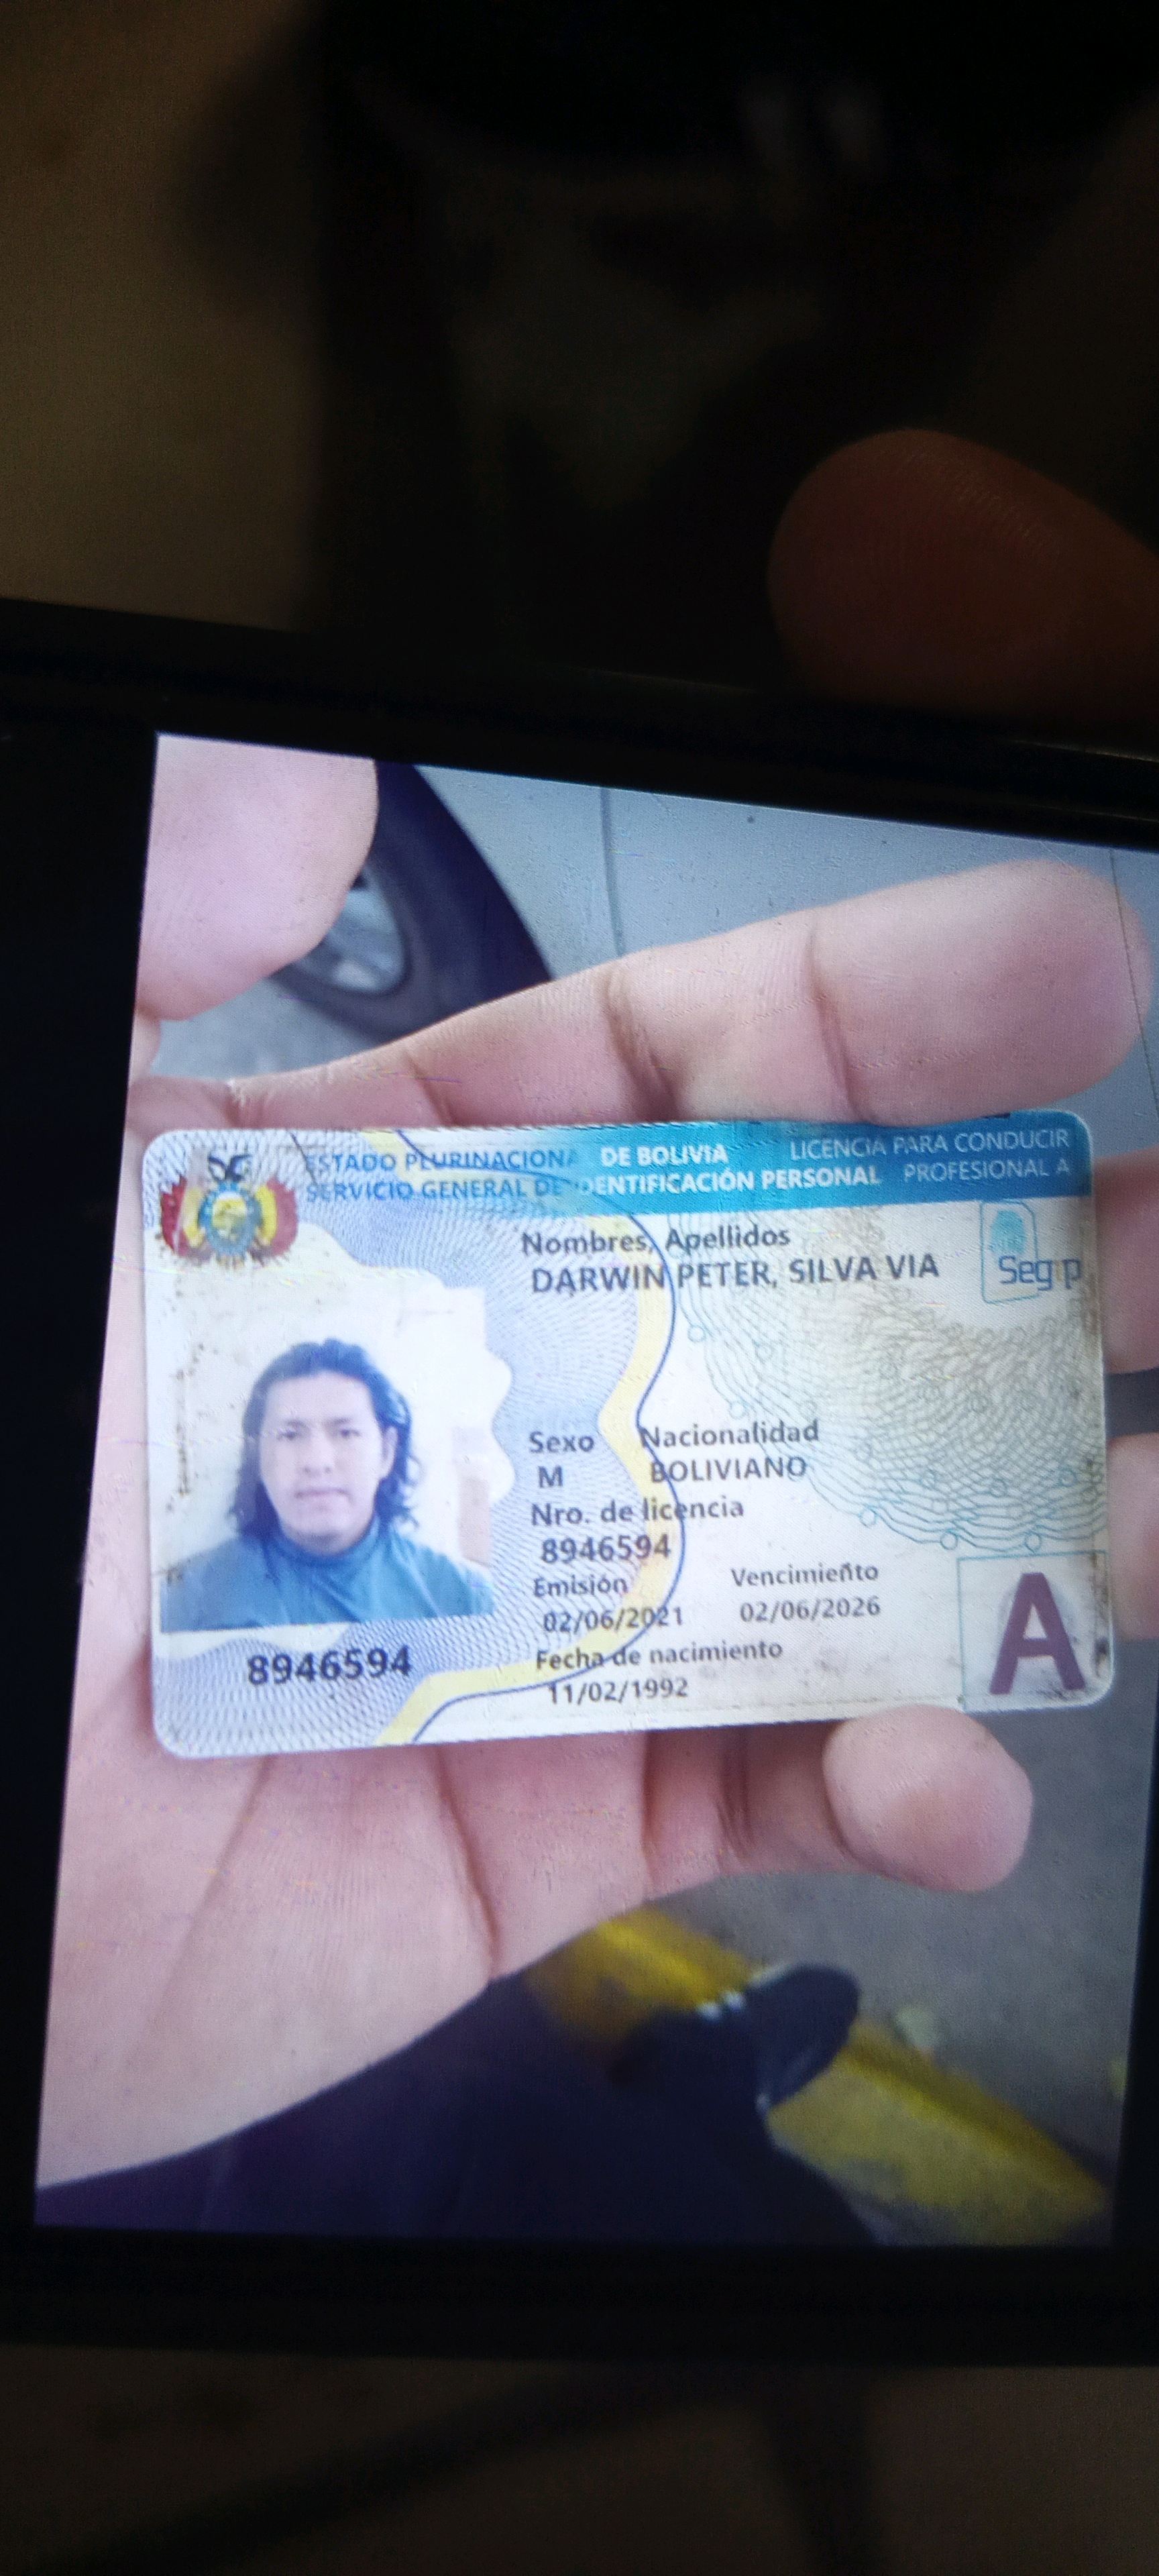 ESTADO PLURINACIONA DE BOLIVIA LICENCIA PARA CONDUCIR
SERVICIO GENERAL DE IDENTIFICACIÓN PERSONAL PROFESIONAL A
Nombres, Apellidos
DARWIN PETER, SILVA VIA
Segip
Sexo Nacionalidad
M BOLIVIANO
Nro. de licencia
8946594
Emisión Vencimiento
02/06/2021 02/06/2026
Fecha de nacimiento
11/02/1992
8946594
A